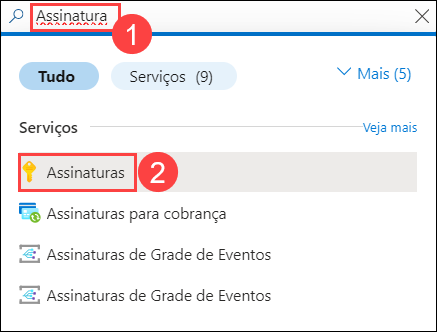 Assinatura
1
Tudo
Serviços (9)
Mais (5)
Serviços
Veja mais
Assinaturas
2
Assinaturas para cobrança
Assinaturas de Grade de Eventos
Assinaturas de Grade de Eventos